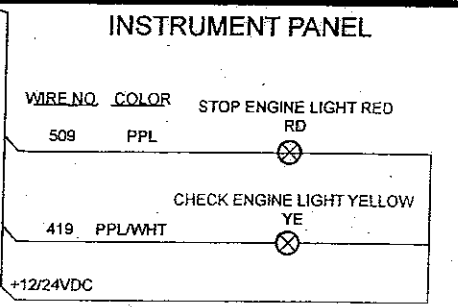 INSTRUMENT PANEL
WIRE NO. COLOR
STOP ENGINE LIGHT RED
RD
509 PPL
CHECK ENGINE LIGHT YELLOW
YE
419 PPL/WHT
+12/24VDC